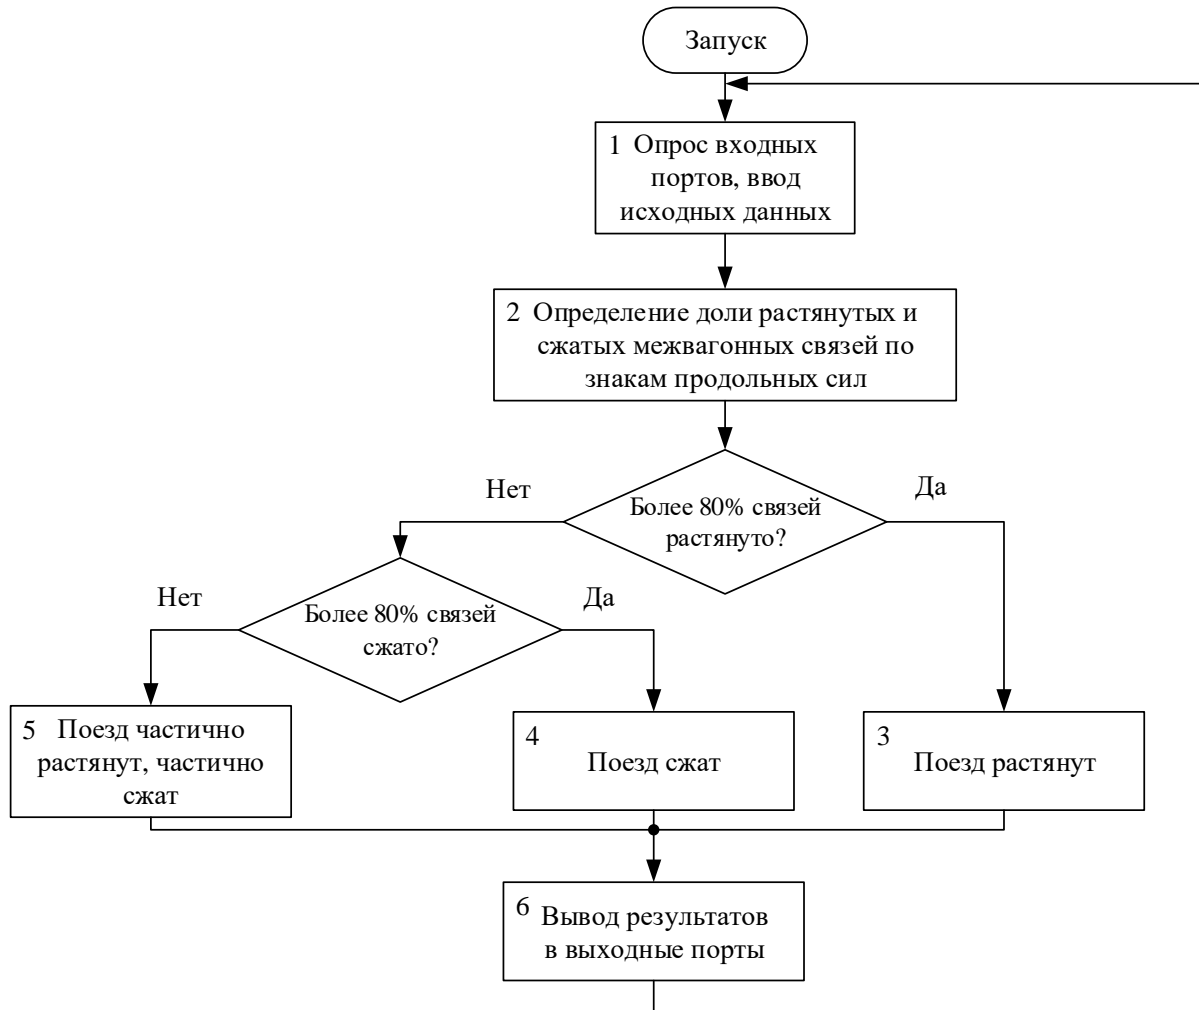 Запуск
1 Опрос входных
портов, ввод
исходных данных
2 Определение доли растянутых и
сжатых межвагонных связей по
знакам продольных сил
Нет
Да
Более 80% связей
растянуто?
Нет
Да
Более 80% связей
сжато?
5 Поезд частично
растянут, частично
сжат
4
Поезд сжат
3
Поезд растянут
6 Вывод результатов
в выходные порты